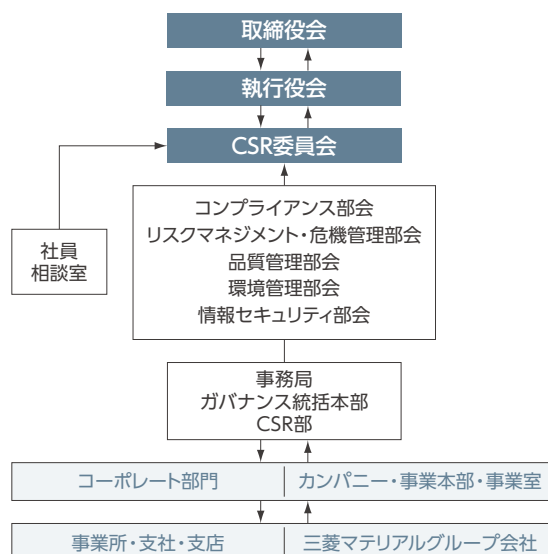 取締役会
執行役会
CSR委員会
コンプライアンス部会
リスクマネジメント・危機管理部会
品質管理部会
環境管理部会
情報セキュリティ部会
社員
相談室
事務局
ガバナンス統括本部
CSR部
コーポレート部門
カンパニー・事業本部・事業室
事業所・支社・支店
三菱マテリアルグループ会社